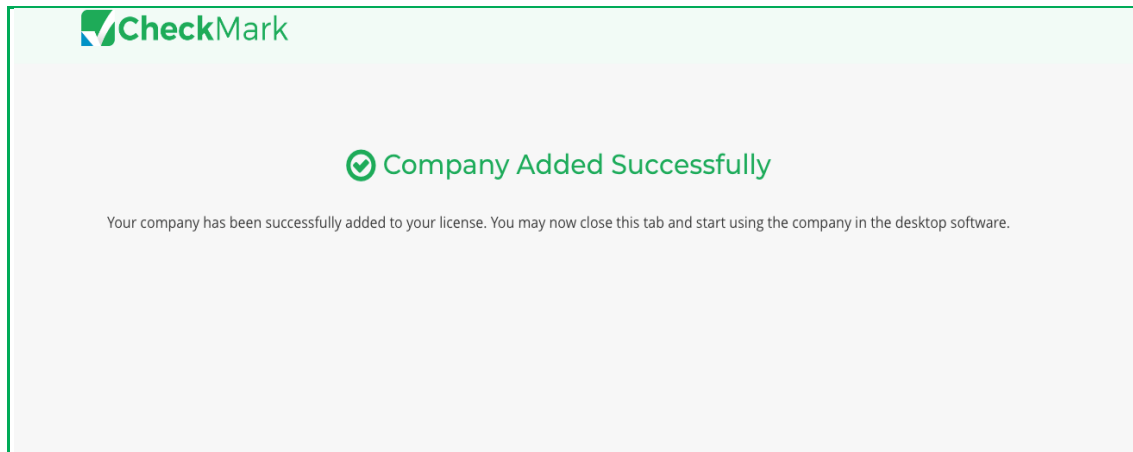 CheckMark
Company Added Successfully
Your company has been successfully added to your license. You may now close this tab and start using the company in the desktop software.